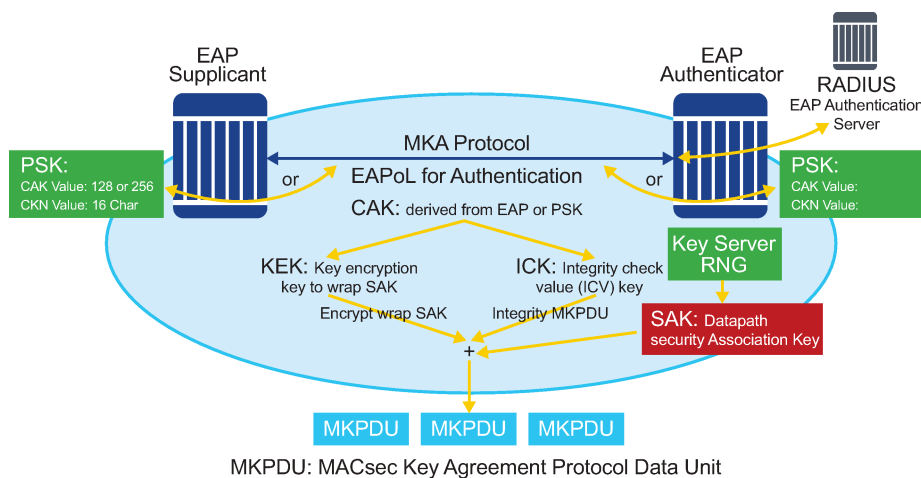 EAP
Supplicant
EAP
Authenticator
RADIUS
EAP Authentication
Server
MKA Protocol
PSK:
CAK Value: 128 or 256
CKN Value: 16 Char
or
EAPoL for Authentication
or
PSK:
CAK Value:
CKN Value:
CAK: derived from EAP or PSK
KEK: Key encryption
key to wrap SAK
ICK: Integrity check
value (ICV) key
Key Server
RNG
Encrypt wrap SAK
Integrity MKPDU
SAK: Datapath
security Association Key
+
MKPDU
MKPDU
MKPDU
MKPDU: MACsec Key Agreement Protocol Data Unit